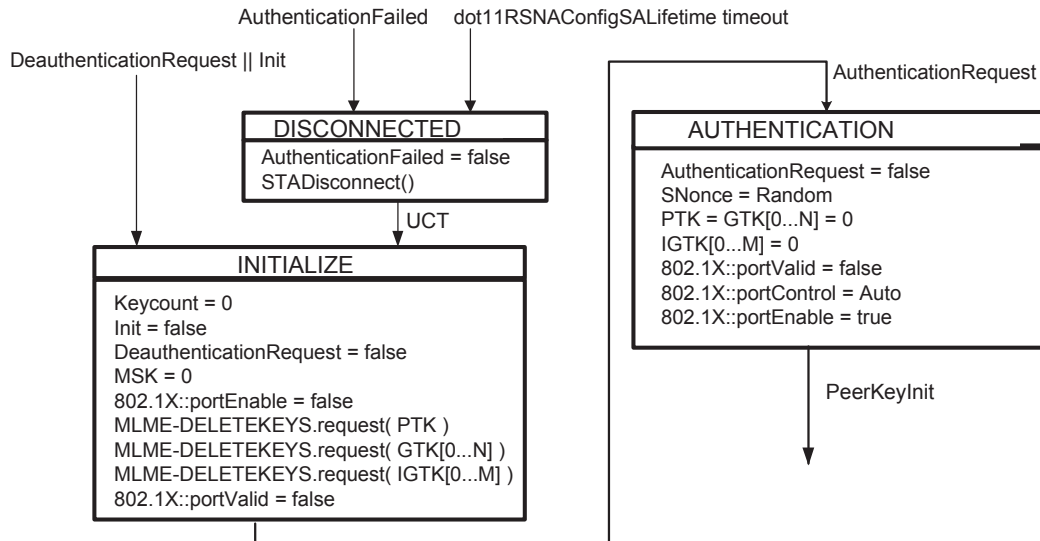 AuthenticationFailed
dot11RSNAConfigSALifetime timeout
DeauthenticationRequest || Init
DISCONNECTED
AuthenticationFailed = false
STADisconnect()
UCT
INITIALIZE
Keycount = 0
Init = false
DeauthenticationRequest = false
MSK = 0
802.1X::portEnable = false
MLME-DELETEKEYS.request( PTK )
MLME-DELETEKEYS.request( GTK[0...N] )
MLME-DELETEKEYS.request( IGTK[0...M] )
802.1X::portValid = false
AuthenticationRequest
AUTHENTICATION
AuthenticationRequest = false
SNonce = Random
PTK = GTK[0...N] = 0
IGTK[0...M] = 0
802.1X::portValid = false
802.1X::portControl = Auto
802.1X::portEnable = true
PeerKeyInit